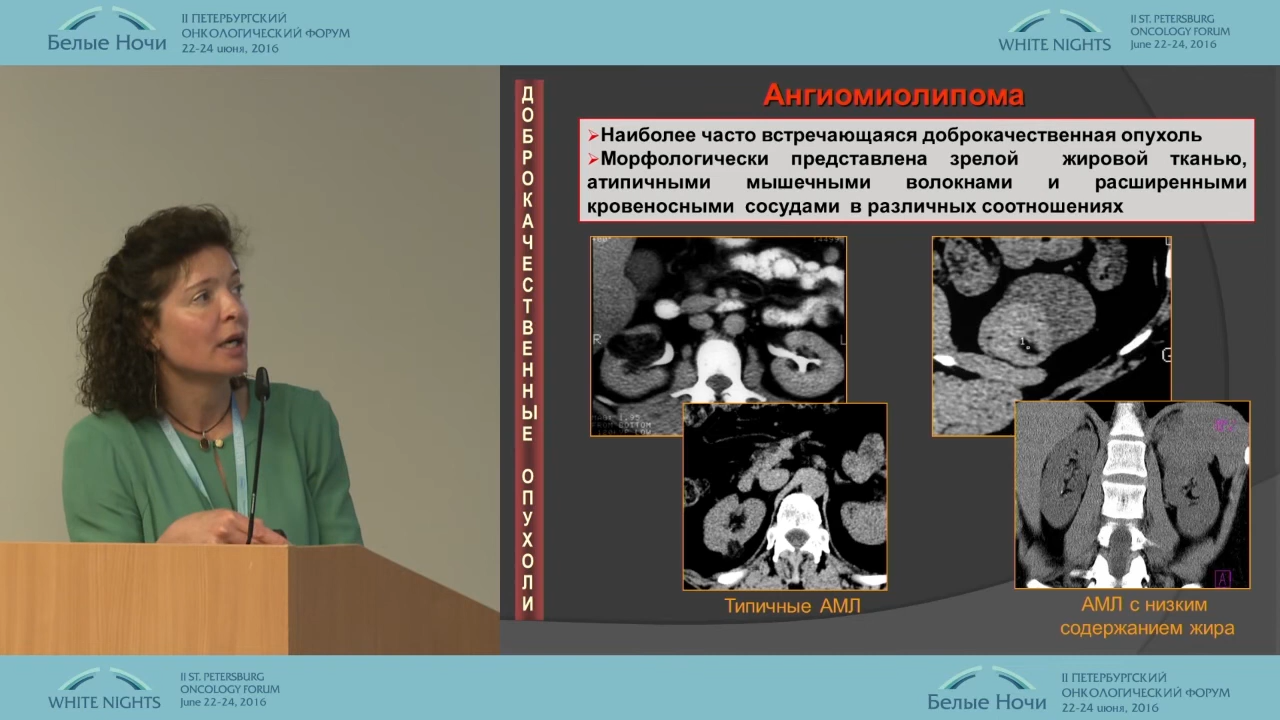 Белые Ночи
II ПЕТЕРБУРГСКИЙ
ОНКОЛОГИЧЕСКИЙ ФОРУМ
22-24 июня, 2016
WHITE NIGHTS
II ST. PETERSBURG
ONCOLOGY FORUM
June 22-24, 2016
ДОБРОКАЧЕСТВЕННЫЕ ОПУХОЛИ
Ангиомиолипома
Наиболее часто встречающаяся доброкачественная опухоль
Морфологически представлена зрелой жировой тканью,
атипичными мышечными волокнами и расширенными
кровеносными сосудами в различных соотношениях
R
L
1
Типичные АМЛ
АМЛ с низким
содержанием жира
WHITE NIGHTS
II ST. PETERSBURG
ONCOLOGY FORUM
June 22-24, 2016
Белые Ночи
II ПЕТЕРБУРГСКИЙ
ОНКОЛОГИЧЕСКИЙ ФОРУМ
22-24 июня, 2016